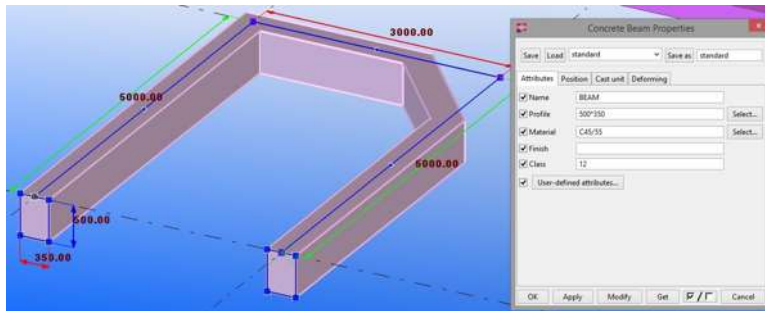 3000.00
5000.00
5000.00
500.00
350.00
Concrete Beam Properties
Save Load standard Save as standard
Attributes Position Cast unit Deforming
Name BEAM
Profile 500*350 Select...
Material C45/55 Select...
Finish
Class 12
User-defined attributes...
OK Apply Modify Get / Cancel